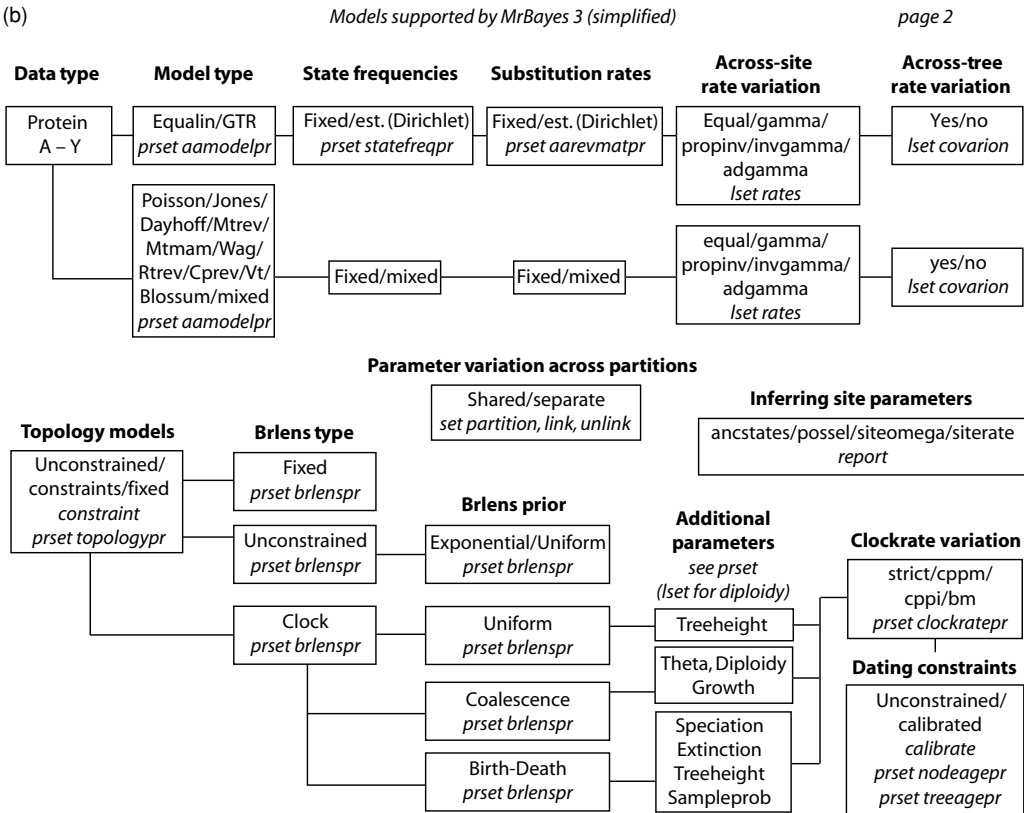 (b)
Models supported by MrBayes 3 (simplified)
page 2
Data type
Model type
State frequencies
Substitution rates
Across-site
rate variation
Across-tree
rate variation
Protein
A – Y
Equalin/GTR
prset aamodelpr
Fixed/est. (Dirichlet)
prset statefreqpr
Fixed/est. (Dirichlet)
prset aarevmatpr
Equal/gamma/
propinv/invgamma/
adgamma
lset rates
Yes/no
lset covarion
Poisson/Jones/
Dayhoff/Mtrev/
Mtmam/Wag/
Rtrev/Cprev/Vt/
Blossum/mixed
prset aamodelpr
Fixed/mixed
Fixed/mixed
equal/gamma/
propinv/invgamma/
adgamma
lset rates
yes/no
lset covarion
Parameter variation across partitions
Shared/separate
set partition, link, unlink
Inferring site parameters
ancstates/possel/siteomega/siterate
report
Topology models
Unconstrained/
constraints/fixed
constraint
prset topologypr
Brlens type
Fixed
prset brlenspr
Unconstrained
prset brlenspr
Clock
prset brlenspr
Brlens prior
Exponential/Uniform
prset brlenspr
Uniform
prset brlenspr
Coalescence
prset brlenspr
Birth-Death
prset brlenspr
Additional
parameters
see prset
(lset for diploidy)
Treeheight
Theta, Diploidy
Growth
Speciation
Extinction
Treeheight
Sampleprob
Clockrate variation
strict/cppm/
cppi/bm
prset clockratepr
Dating constraints
Unconstrained/
calibrated
calibrate
prset nodeagepr
prset treeagepr